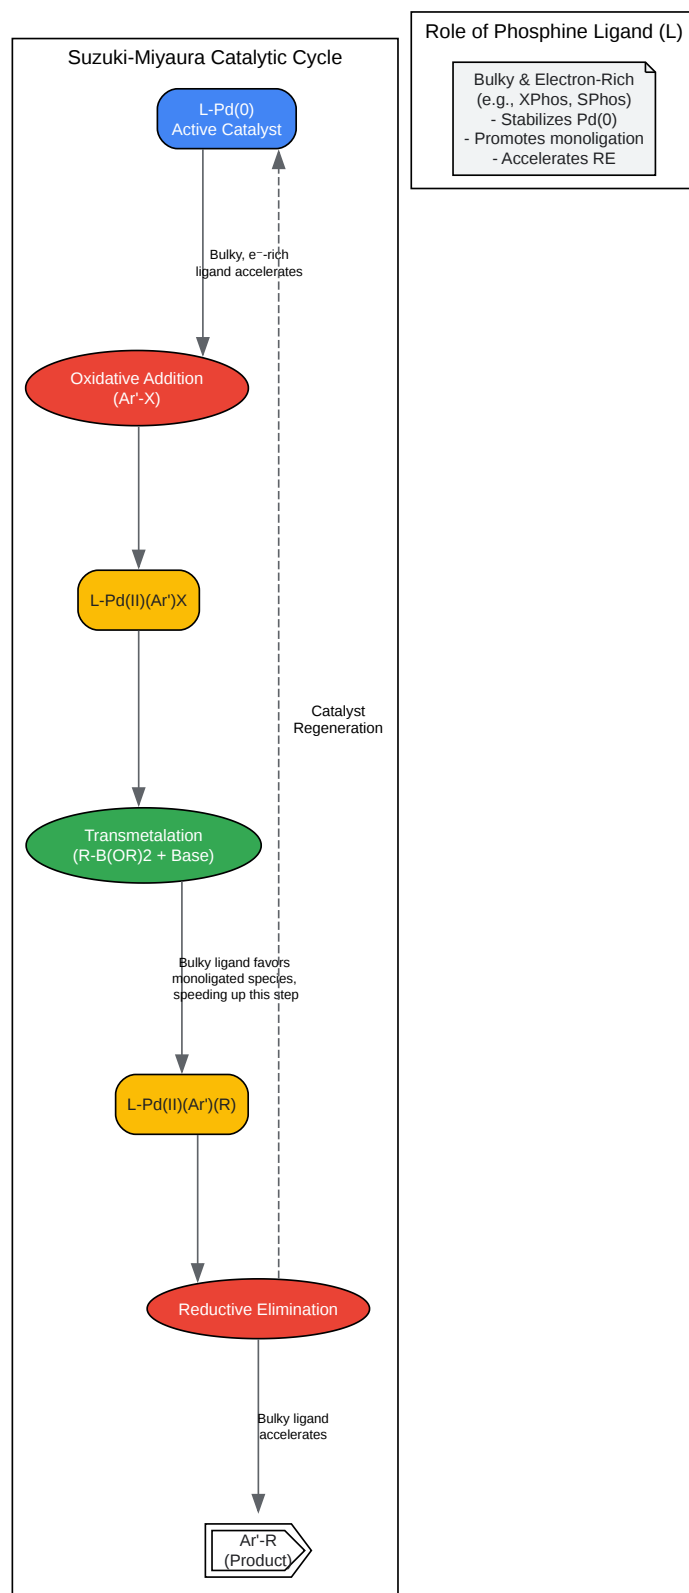 Suzuki-Miyaura Catalytic Cycle
L-Pd(0)
Active Catalyst
Bulky, e⁻-rich
ligand accelerates
Oxidative Addition
(Ar'-X)
L-Pd(II)(Ar')X
Catalyst
Regeneration
Transmetalation
(R-B(OR)2 + Base)
Bulky ligand favors
monoligated species,
speeding up this step
L-Pd(II)(Ar')(R)
Reductive Elimination
Bulky ligand
accelerates
Ar'-R
(Product)
Role of Phosphine Ligand (L)
Bulky & Electron-Rich
(e.g., XPhos, SPhos)
- Stabilizes Pd(0)
- Promotes monoligation
- Accelerates RE